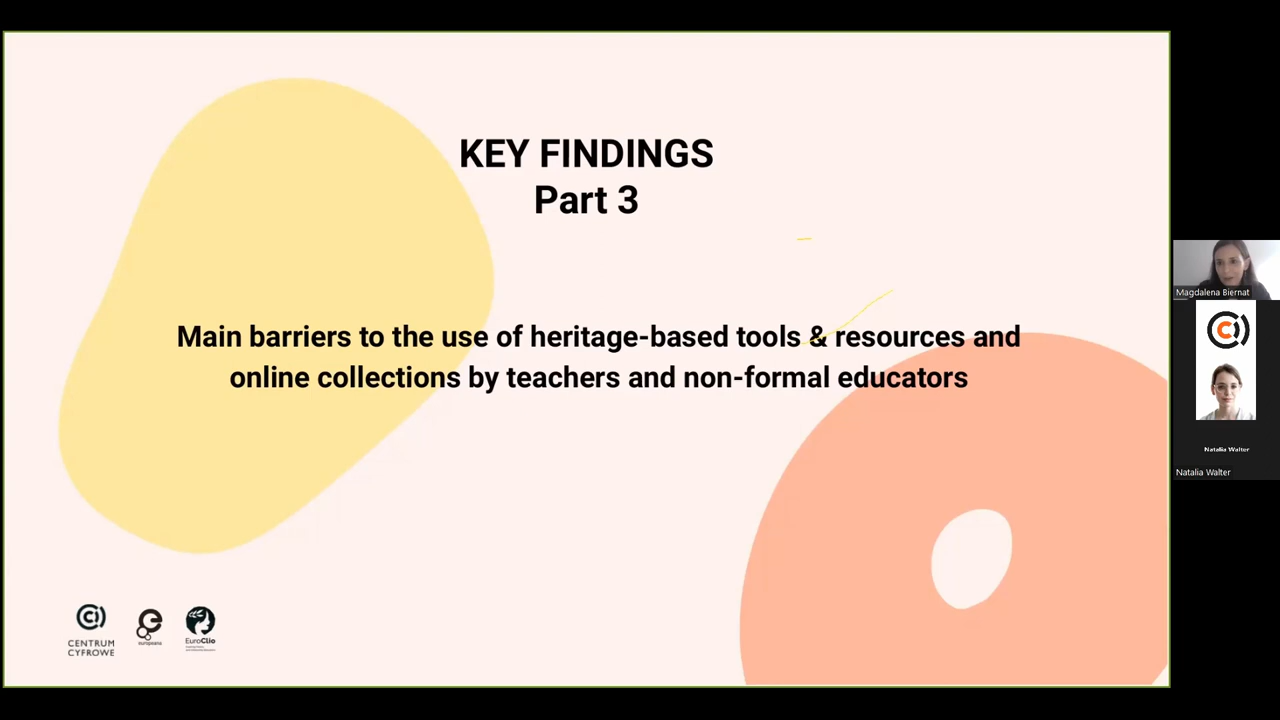 KEY FINDINGS
Part 3
Main barriers to the use of heritage-based tools & resources and
online collections by teachers and non-formal educators
CENTRUM
CYFROWE
europeana
EuroClio
Magdalena Biernat
Natalia Walter
Natalia Walter